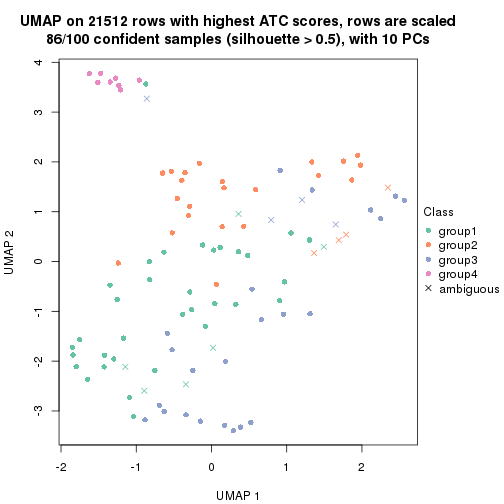 UMAP on 21512 rows with highest ATC scores, rows are scaled
86/100 confident samples (silhouette > 0.5), with 10 PCs
4
3
2
1
0
-1
-2
-3
UMAP 2
-2
-1
0
1
2
UMAP 1
Class
group1
group2
group3
group4
ambiguous